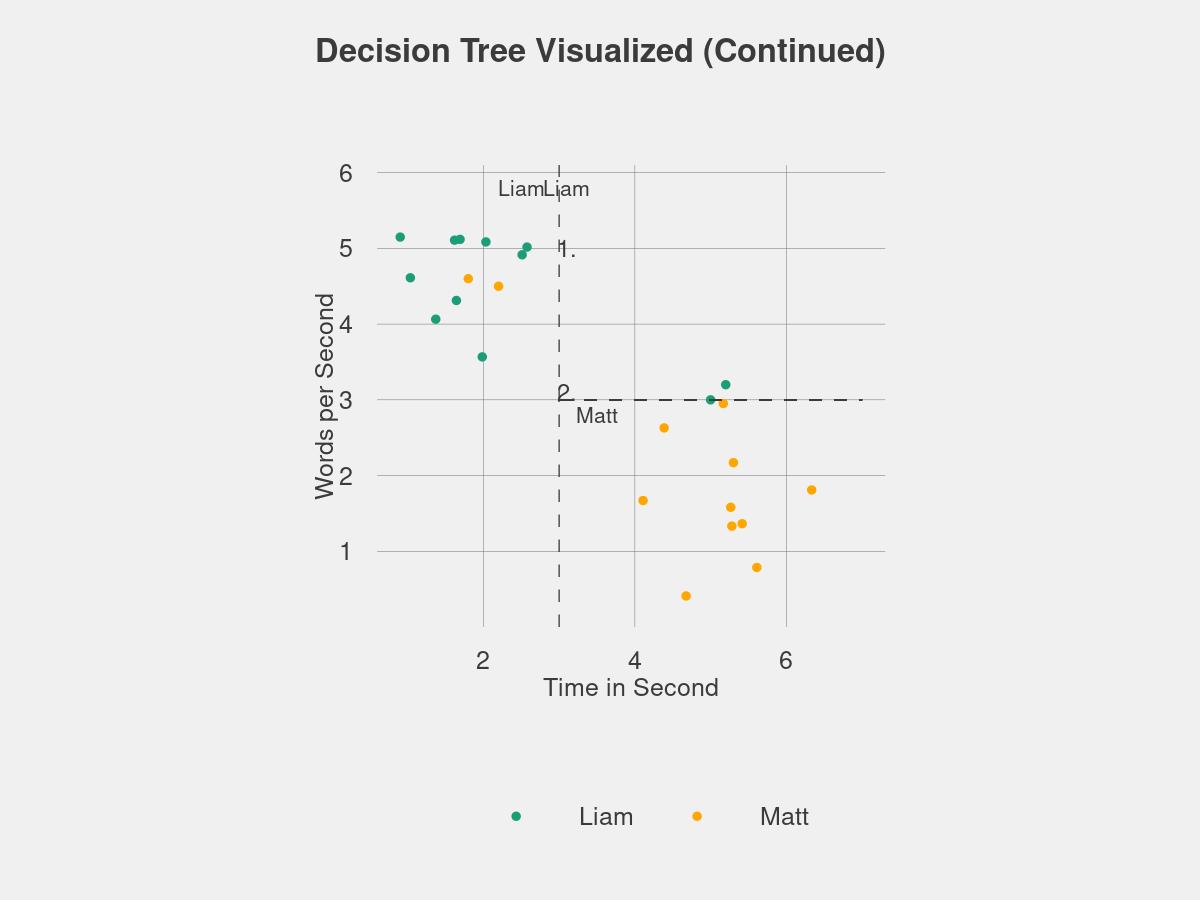 Decision Tree Visualized (Continued)
6
LiamLiam
5
1.
4
2
3
Matt
2
1
Words per Second
2 4 6
Time in Second
Liam Matt